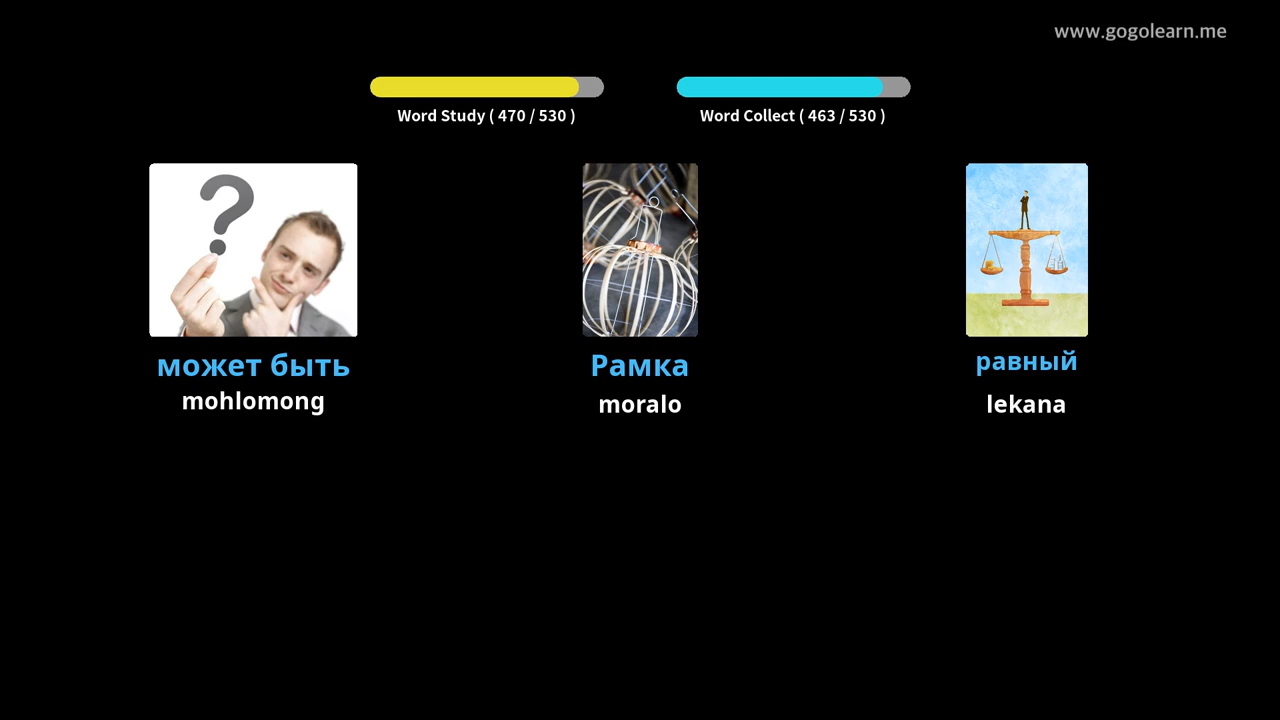 www.gogolearn.me
Word Study ( 470 / 530 )
Word Collect ( 463 / 530 )
может быть
mohlomong
Рамка
moralo
равный
lekana